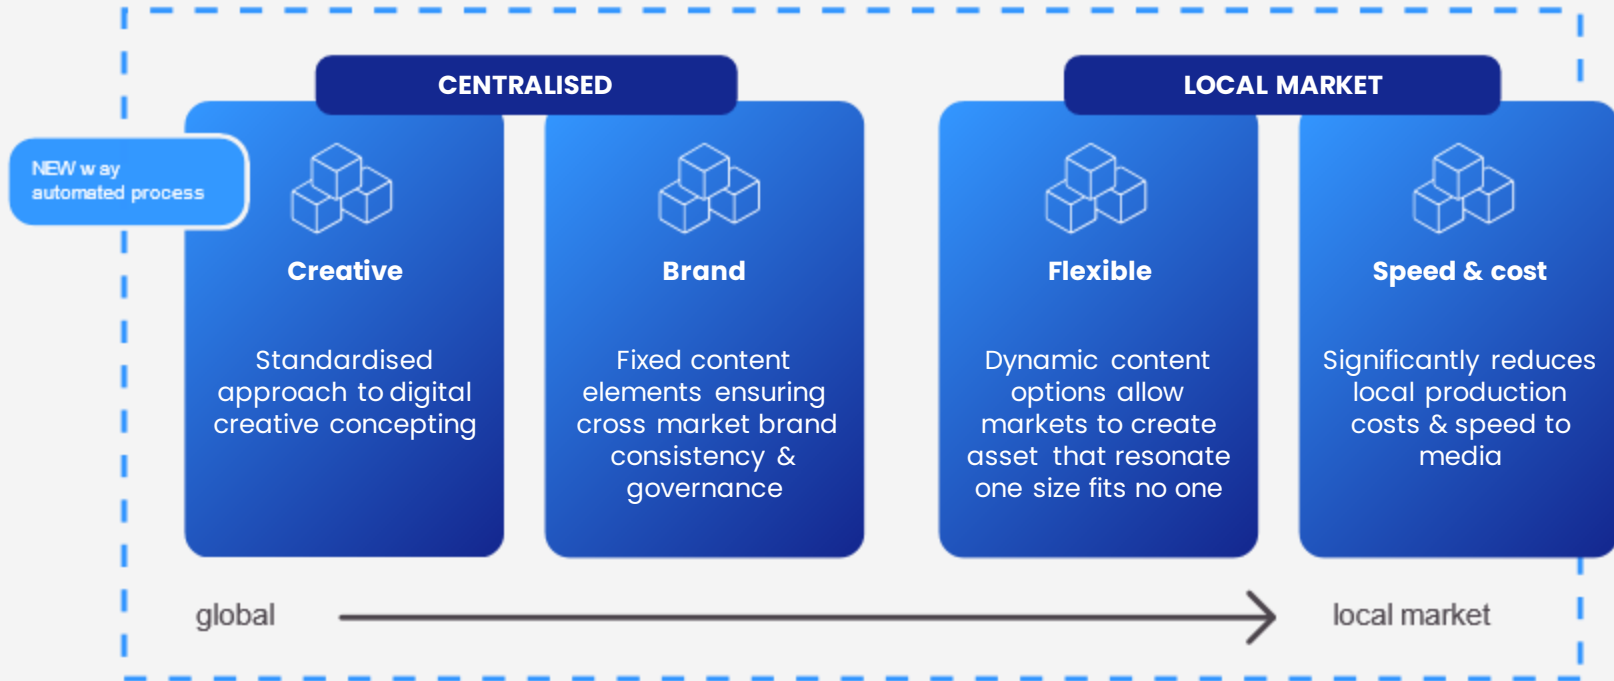 CENTRALISED
LOCAL MARKET
NEW way
automated process
Creative
Standardised
approach to digital
creative concepting
Brand
Fixed content
elements ensuring
cross market brand
consistency &
governance
Flexible
Dynamic content
options allow
markets to create
asset that resonate
one size fits no one
Speed & cost
Significantly reduces
local production
costs & speed to
media
global
local market